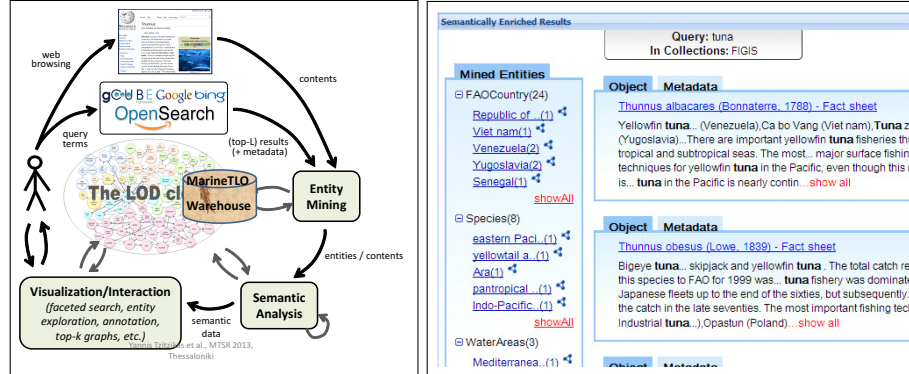 Thunnus
web
browsing
contents
Google bing
OpenSearch
query
terms
(top-L) results
(+ metadata)
The LOD cl
MarineTLO
Warehouse
Entity
Mining
entities / contents
Visualization/Interaction
(faceted search, entity
exploration, annotation,
top-k graphs, etc.)
semantic
data
Semantic
Analysis
Yannis Tzitzikas et al., MTSR 2013,
Thessaloniki
Semantically Enriched Results
Query: tuna
In Collections: FIGIS
Mined Entities
FAOCountry(24)
Republic of ..(1)
Viet nam(1)
Venezuela(2)
Yugoslavia(2)
Senegal(1)
showAll
Species(8)
eastern Paci..(1)
yellowtail a..(1)
Ara(1)
pantropical ..(1)
Indo-Pacific..(1)
showAll
WaterAreas(3)
Mediterranea..(1)
Object Metadata
Thunnus albacares (Bonnaterre, 1788) - Fact sheet
Yellowfin tuna... (Venezuela),Ca bo Vang (Viet nam),Tuna z
(Yugoslavia)...There are important yellowfin tuna fisheries thr
tropical and subtropical seas. The most... major surface fishin
techniques for yellowfin tuna in the Pacific, even though this
is... tuna in the Pacific is nearly contin...show all
Object Metadata
Thunnus obesus (Lowe, 1839) - Fact sheet
Bigeye tuna... skipjack and yellowfin tuna . The total catch re
this species to FAO for 1999 was... tuna fishery was dominate
Japanese fleets up to the end of the sixties, but subsequently.
the catch in the late seventies. The most important fishing tec
Industrial tuna...),Opastun (Poland)...show all
Object Metadata